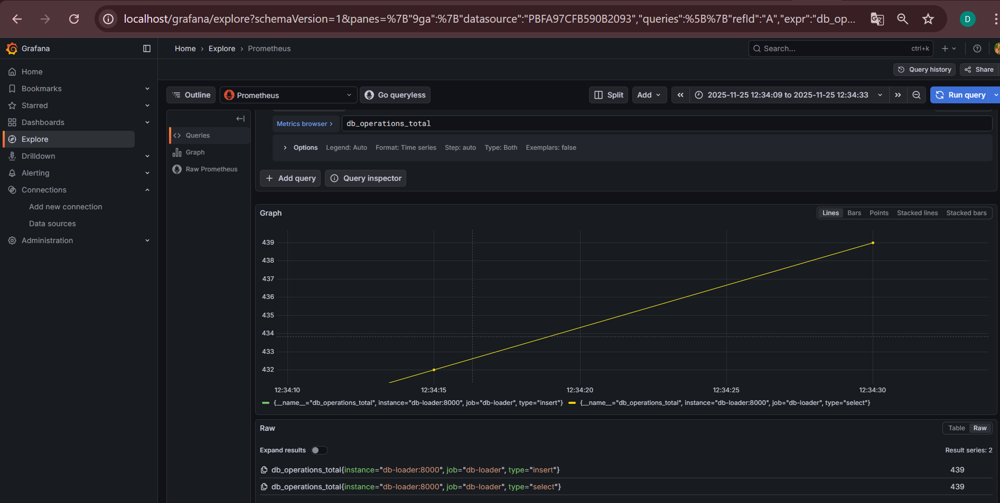 localhost/grafana/explore?schemaVersion=1&panes=%7B"9ga":%7B"datasource":"PBFA97CFB590B2093","queries":%5B%7B"refId":"A","expr":"db_op...
D
Grafana
Home › Explore › Prometheus
Search...
ctrl+k
Query history
Share
Home
Bookmarks
Starred
Dashboards
Explore
Drilldown
Alerting
Connections
Add new connection
Data sources
Administration
Outline
Prometheus
Go queryless
Split
Add
2025-11-25 12:34:09 to 2025-11-25 12:34:33
Run query
Queries
Graph
Raw Prometheus
Metrics browser ›
db_operations_total
Options Legend: Auto Format: Time series Step: auto Type: Both Exemplars: false
+ Add query
Query inspector
Graph
Lines Bars Points Stacked lines Stacked bars
439
438
437
436
435
434
433
432
12:34:10 12:34:15 12:34:20 12:34:25 12:34:30
{__name__="db_operations_total", instance="db-loader:8000", job="db-loader", type="insert"} {__name__="db_operations_total", instance="db-loader:8000", job="db-loader", type="select"}
Raw
Table Raw
Expand results
Result series: 2
db_operations_total{instance="db-loader:8000", job="db-loader", type="insert"} 439
db_operations_total{instance="db-loader:8000", job="db-loader", type="select"} 439